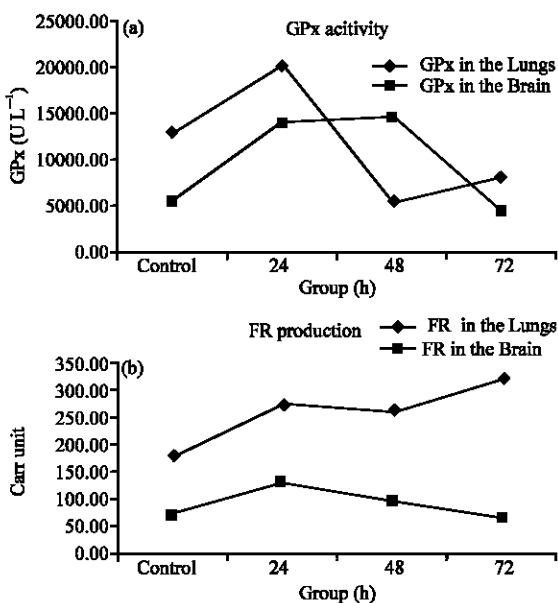 (a)
GPx acitivity
GPx in the Lungs
GPx in the Brain
GPx (U L⁻¹)
25000.00
20000.00
15000.00
10000.00
5000.00
0.00
Control
24
48
72
Group (h)
(b)
FR production
FR in the Lungs
FR in the Brain
Carr unit
350.00
300.00
250.00
200.00
150.00
100.00
50.00
0.00
Control
24
48
72
Group (h)